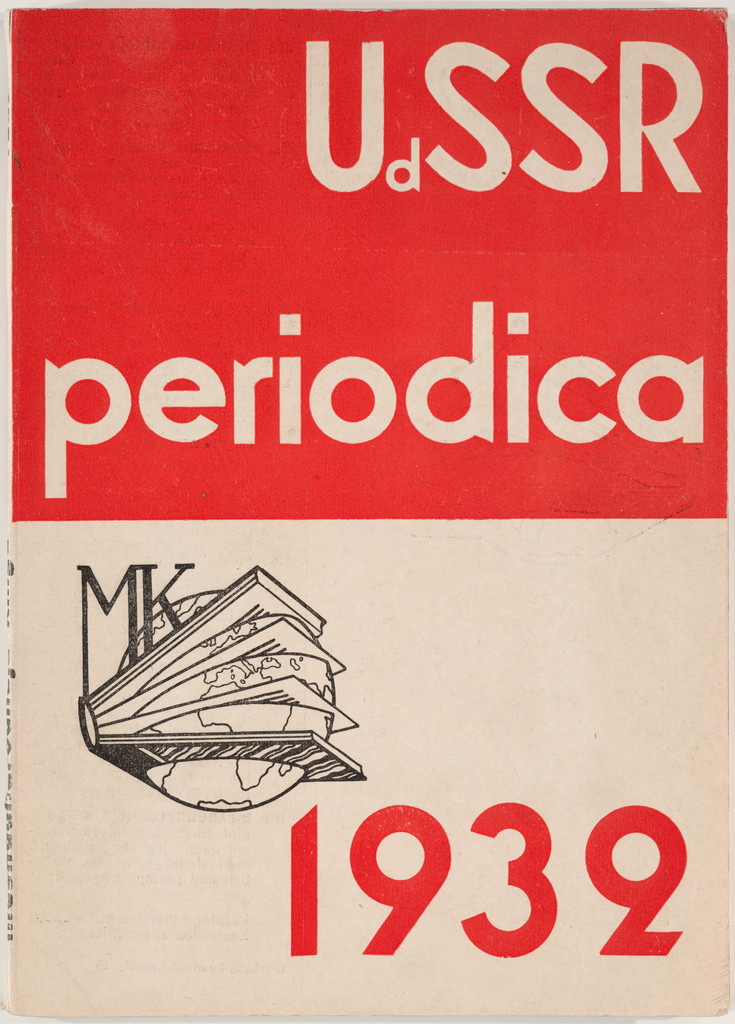 UdSSR
periodica
MK
1932